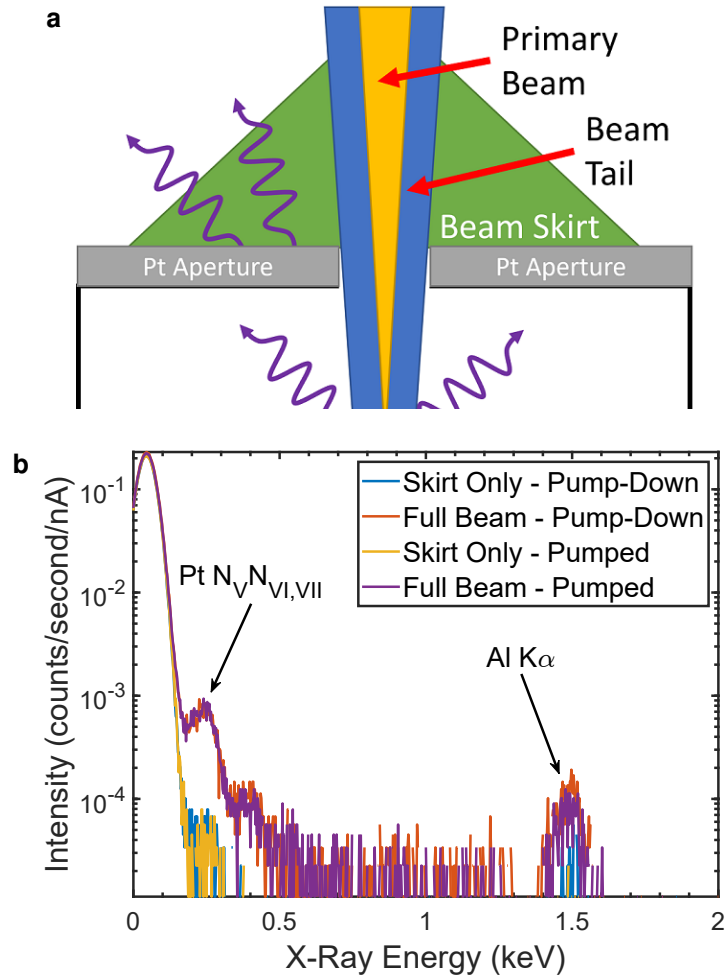 a
Primary
Beam
Beam
Tail
Beam Skirt
Pt Aperture
Pt Aperture
b
Skirt Only - Pump-Down
Full Beam - Pump-Down
Skirt Only - Pumped
Full Beam - Pumped
Pt N_V N_VI,VII
Al Kα
Intensity (counts/second/nA)
10⁻¹
10⁻²
10⁻³
10⁻⁴
0 0.5 1 1.5 2
X-Ray Energy (keV)